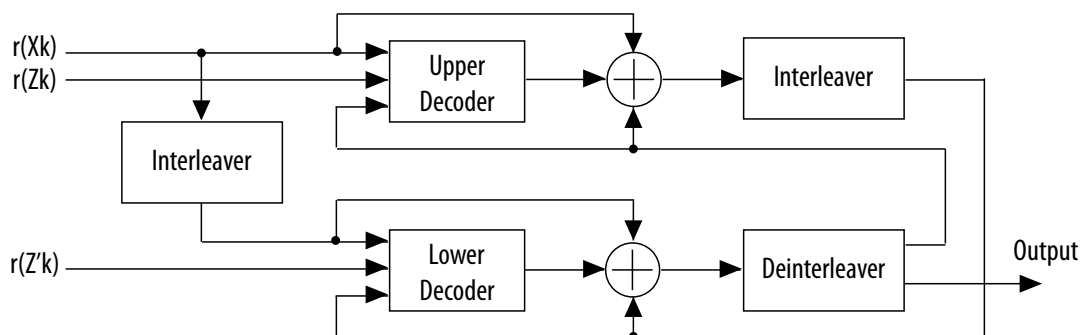 r(Xk)
r(Zk)
Upper
Decoder
Interleaver
Interleaver
r(Z'k)
Lower
Decoder
Deinterleaver
Output